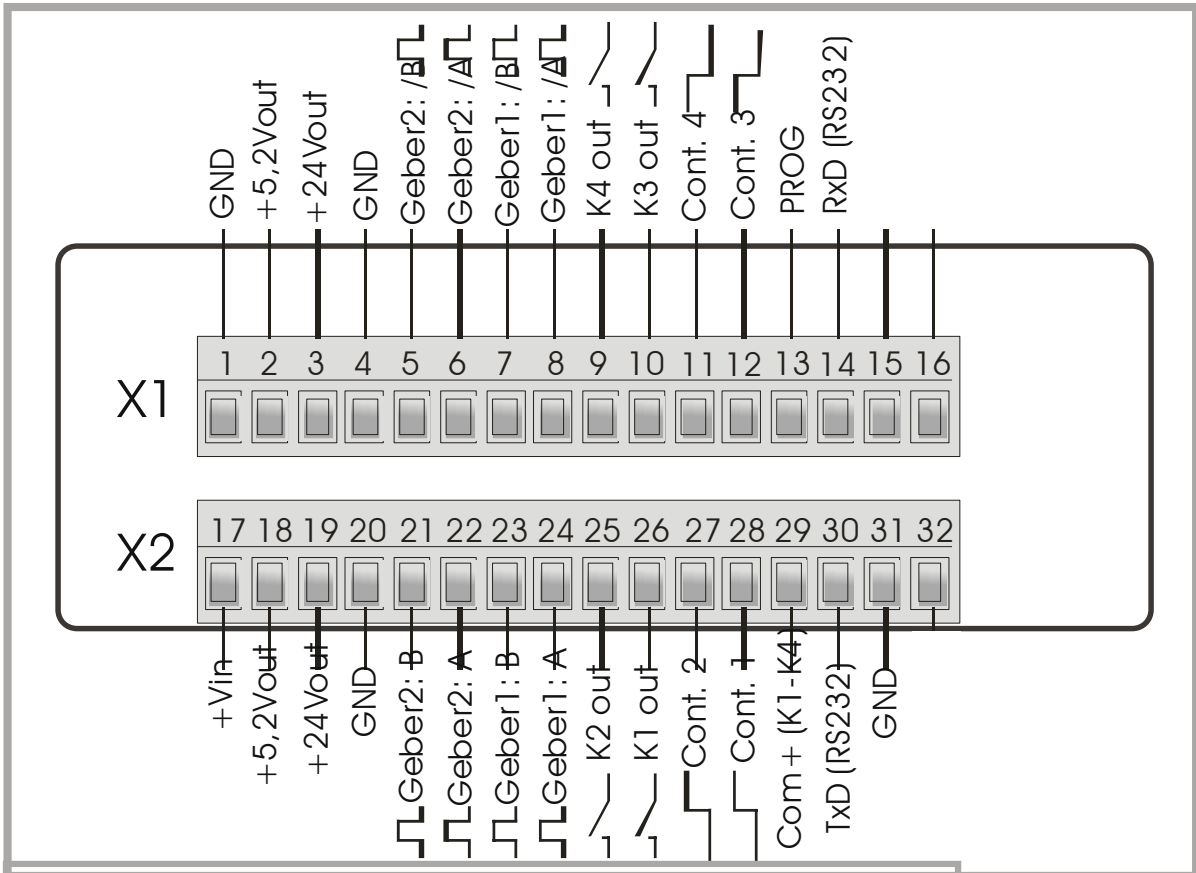 GND
+5,2Vout
+24Vout
GND
Geber2: /B
Geber2: /A
Geber1: /B
Geber1: /A
K4 out
K3 out
Cont. 4
Cont. 3
PROG
RxD (RS232)
X1
1 2 3 4 5 6 7 8 9 10 11 12 13 14 15 16
X2
17 18 19 20 21 22 23 24 25 26 27 28 29 30 31 32
+Vin
+5,2Vout
+24Vout
GND
Geber2: B
Geber2: A
Geber1: B
Geber1: A
K2 out
K1 out
Cont. 2
Cont. 1
Com+ (K1-K4)
TxD (RS232)
GND